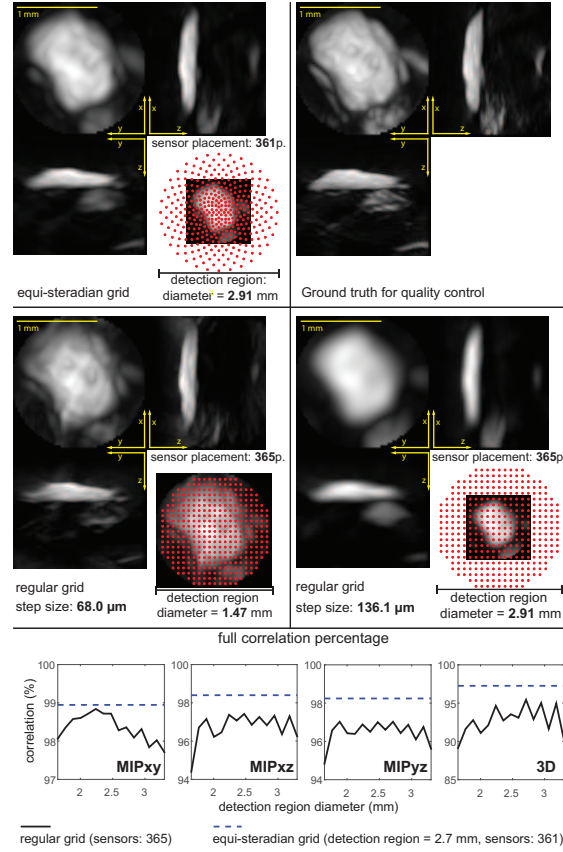 1 mm
1 mm
x
x
y
z
y
x
x
y
z
y
sensor placement: 361p.
equi-steradian grid
detection region:
diameter = 2.91 mm
Ground truth for quality control
1 mm
1 mm
x
x
y
z
y
x
x
y
z
y
sensor placement: 365p.
sensor placement: 365p.
regular grid
step size: 68.0 µm
detection region
diameter = 1.47 mm
regular grid
step size: 136.1 µm
detection region
diameter = 2.91 mm
full correlation percentage
correlation (%)
100
99
98
97
2 2.5 3
MIPxy
100
98
96
94
2 2.5 3
MIPxz
100
98
96
94
2 2.5 3
MIPyz
100
95
90
85
2 2.5 3
3D
detection region diameter (mm)
regular grid (sensors: 365)
equi-steradian grid (detection region = 2.7 mm, sensors: 361)